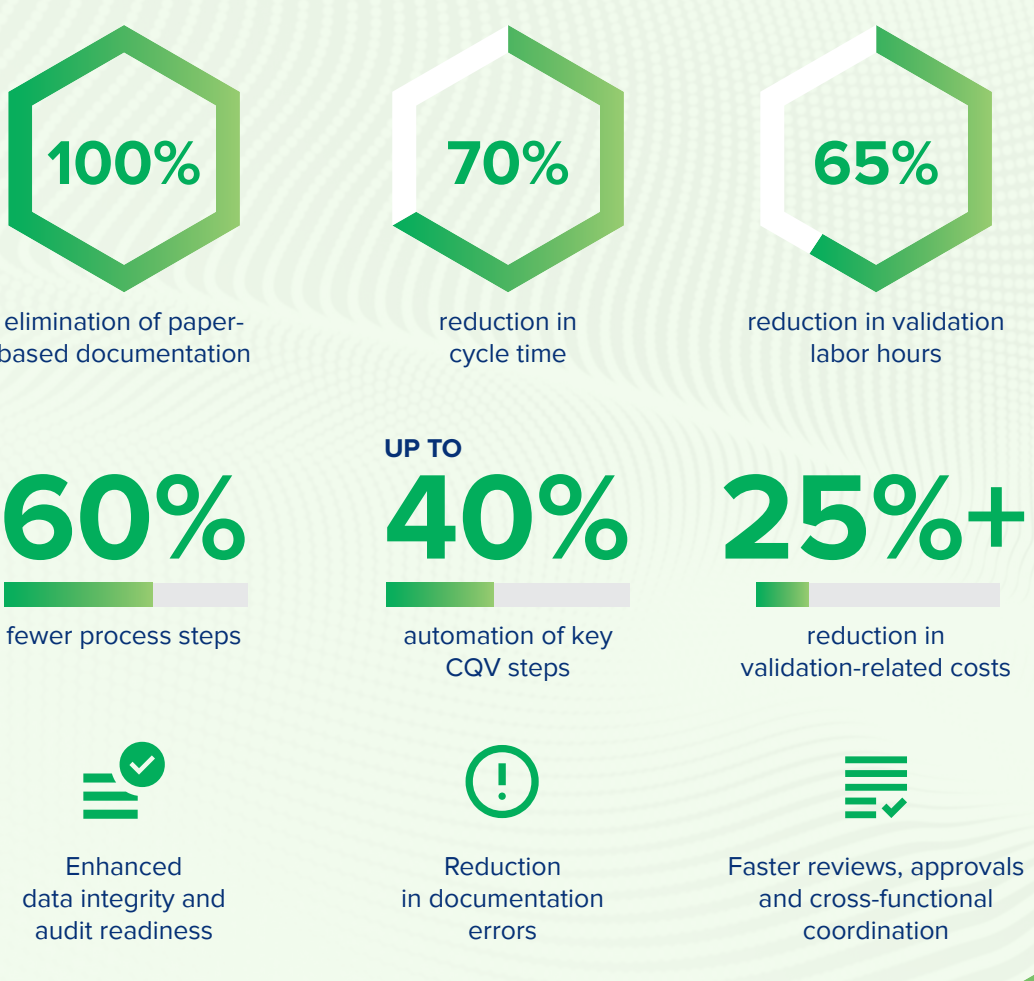 100%
elimination of paper-
based documentation
70%
reduction in
cycle time
65%
reduction in validation
labor hours
60%
fewer process steps
UP TO
40%
automation of key
CQV steps
25%+
reduction in
validation-related costs
Enhanced
data integrity and
audit readiness
Reduction
in documentation
errors
Faster reviews, approvals
and cross-functional
coordination